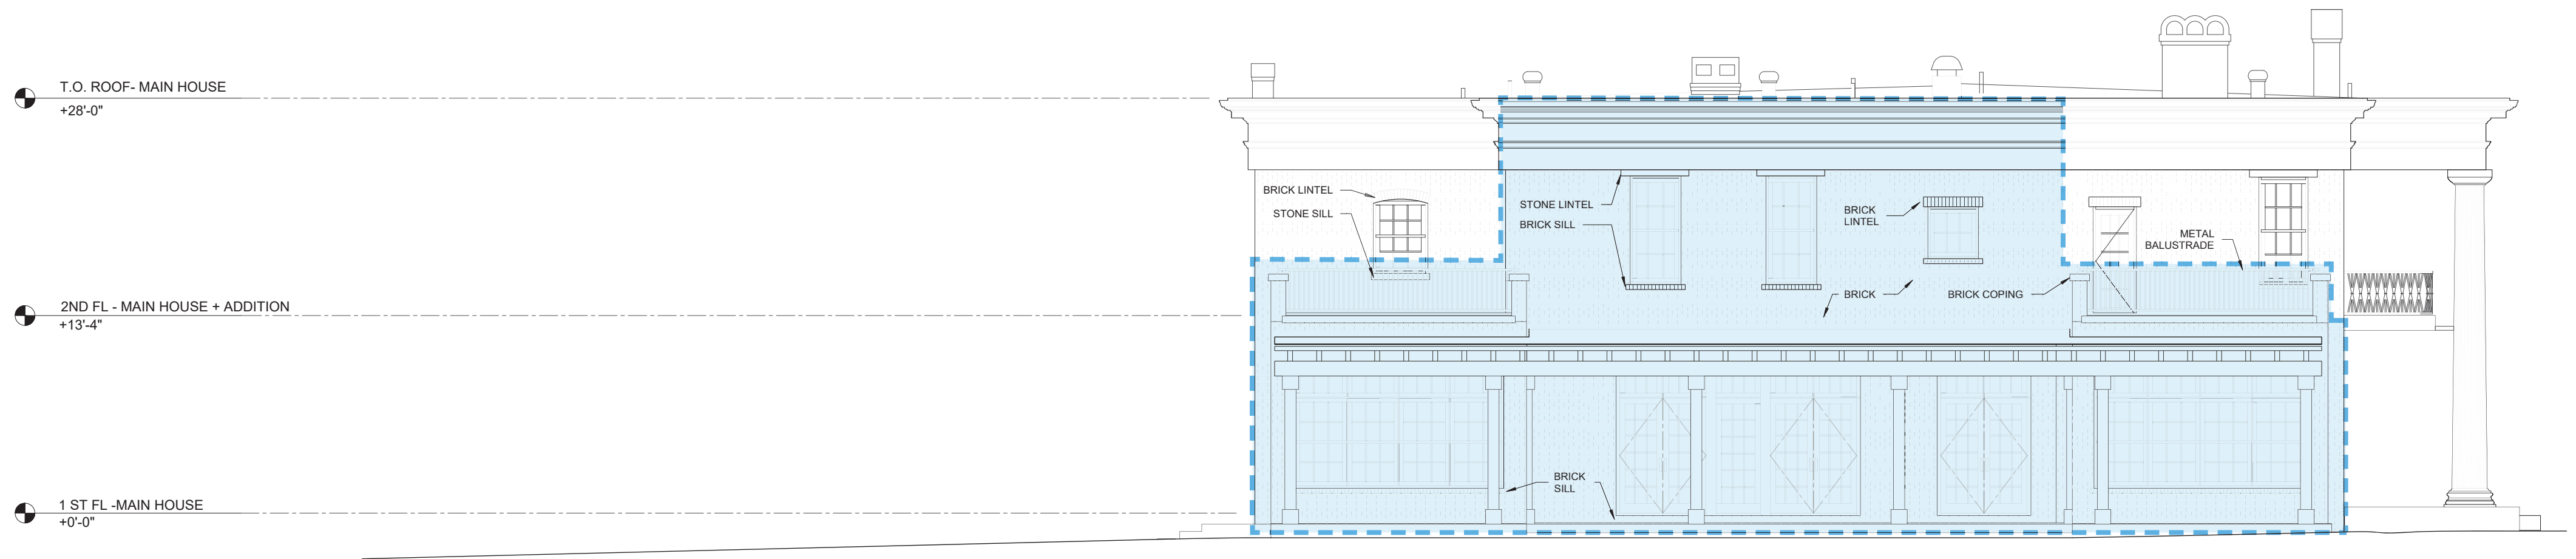 T.O. ROOF- MAIN HOUSE
+28'-0"
BRICK LINTEL
STONE SILL
STONE LINTEL
BRICK SILL
BRICK
LINTEL
METAL
BALUSTRADE
BRICK
BRICK COPING
2ND FL - MAIN HOUSE + ADDITION
+13'-4"
BRICK
SILL
1 ST FL -MAIN HOUSE
+0'-0"